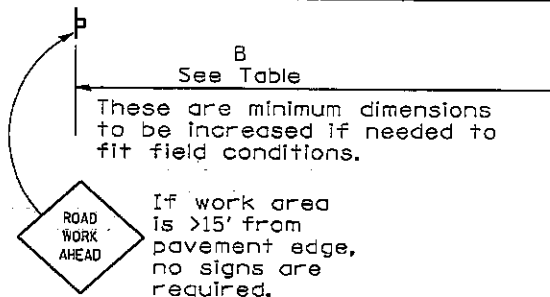 B
See Table
These are minimum dimensions
to be increased if needed to
fit field conditions.
ROAD
WORK
AHEAD
If work area
is >15' from
pavement edge,
no signs are
required.